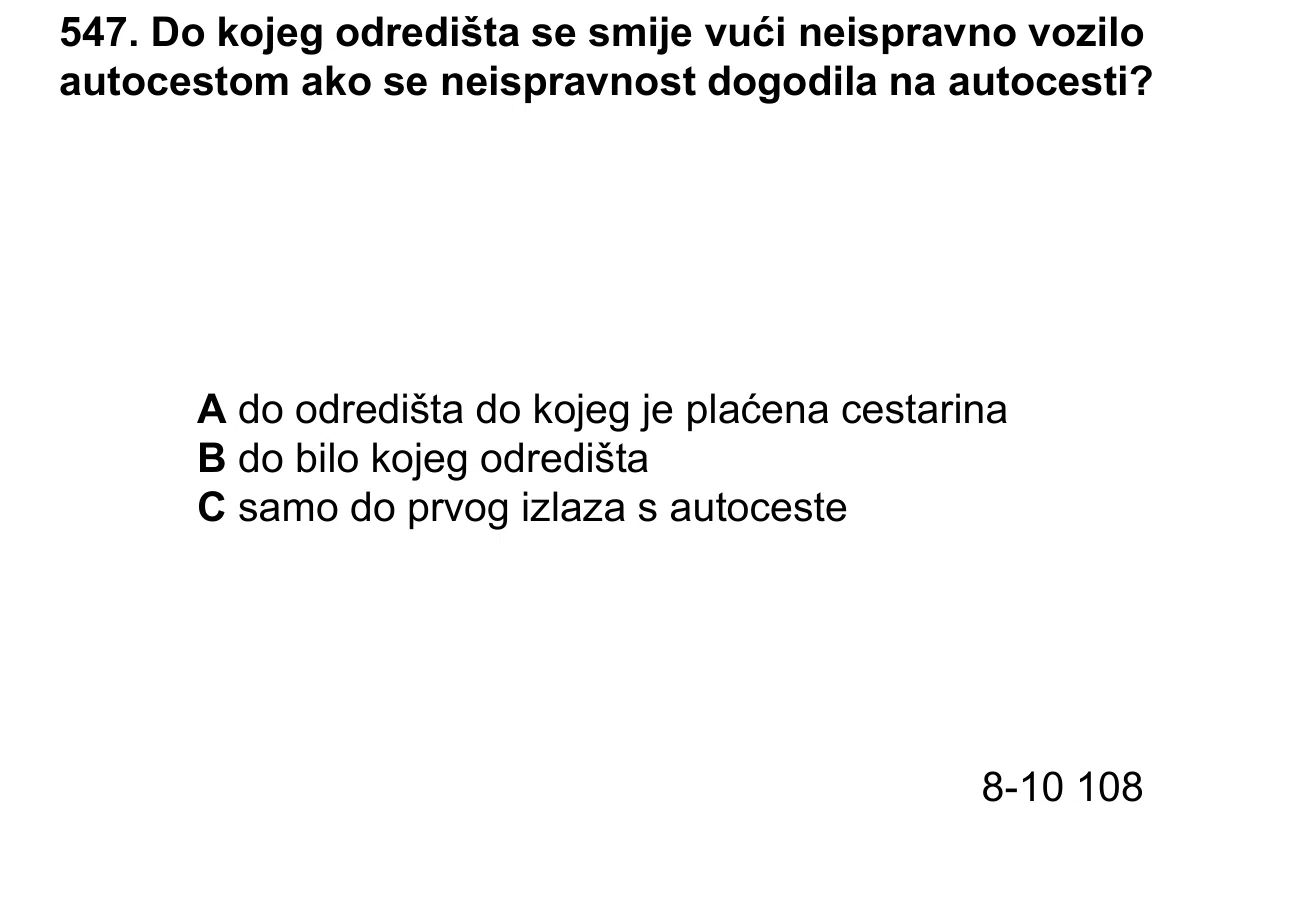 547. Do kojeg odredišta se smije vući neispravno vozilo
autocestom ako se neispravnost dogodila na autocesti?
A do odredišta do kojeg je plaćena cestarina
B do bilo kojeg odredišta
C samo do prvog izlaza s autoceste
8-10 108